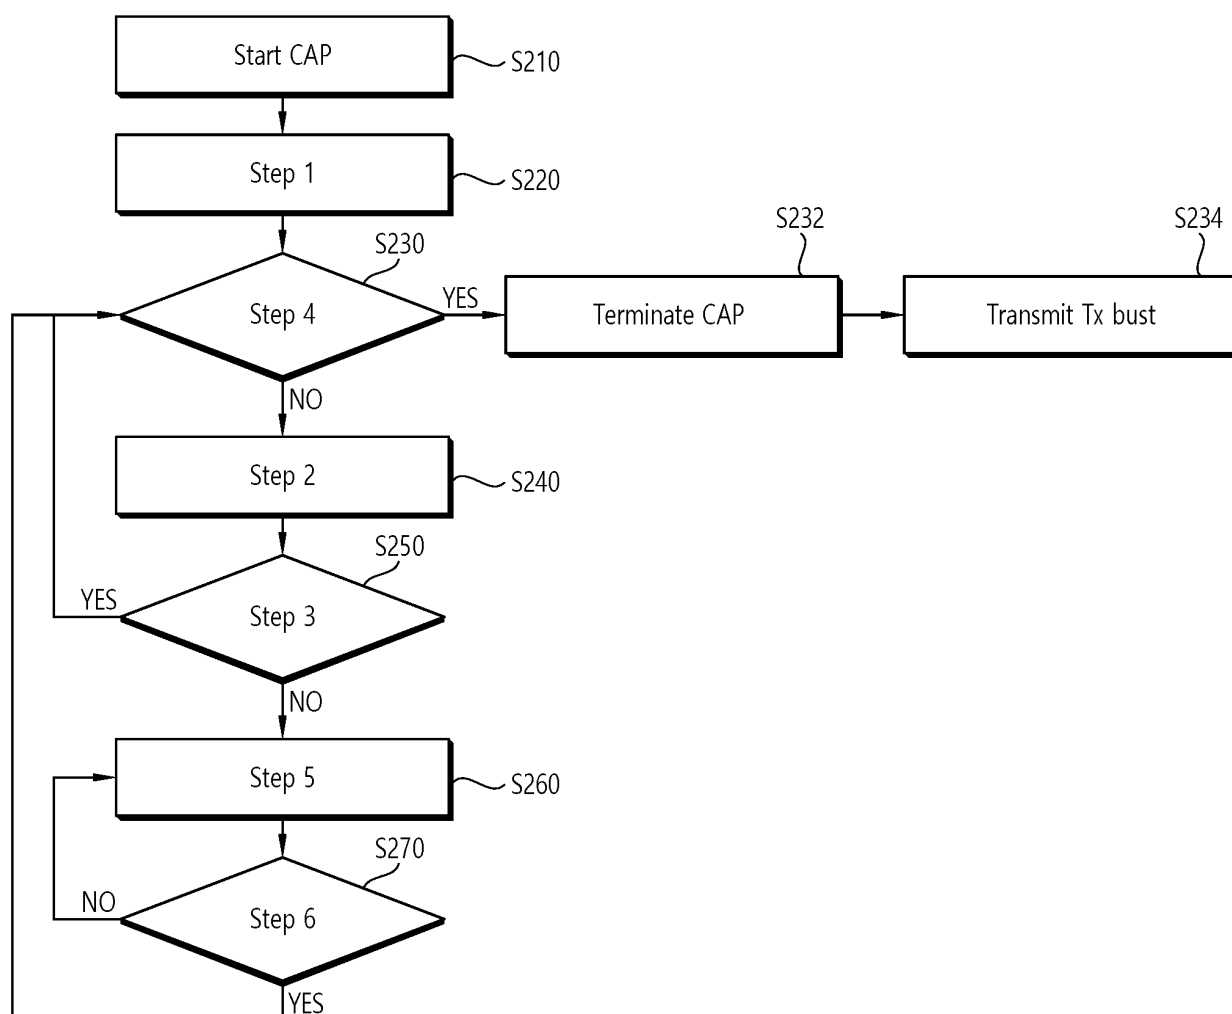 Start CAP
S210
Step 1
S220
S230
S232
S234
Step 4
YES
Terminate CAP
Transmit Tx bust
NO
Step 2
S240
S250
YES
Step 3
NO
Step 5
S260
S270
NO
Step 6
YES